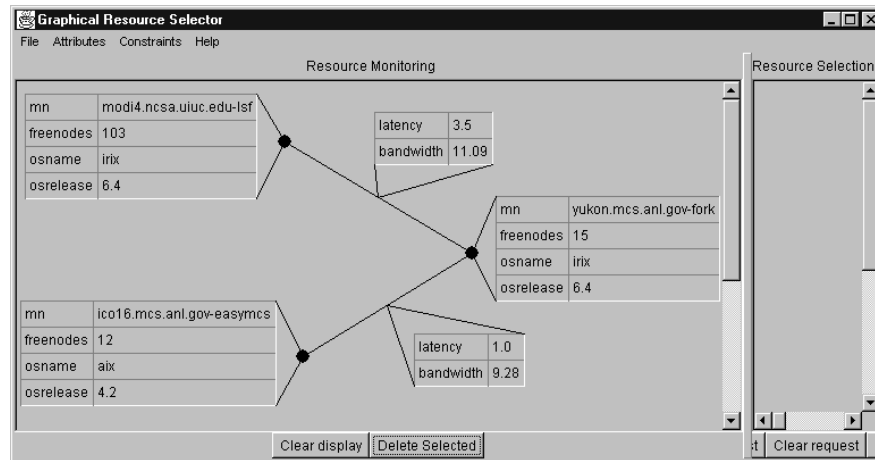 Graphical Resource Selector
File Attributes Constraints Help
Resource Monitoring
Resource Selection
mn modi4.ncsa.uiuc.edu-lsf
freenodes 103
osname irix
osrelease 6.4
latency 3.5
bandwidth 11.09
mn yukon.mcs.anl.gov-fork
freenodes 15
osname irix
osrelease 6.4
mn ico16.mcs.anl.gov-easymcs
freenodes 12
osname aix
osrelease 4.2
latency 1.0
bandwidth 9.28
Clear display Delete Selected
Clear request